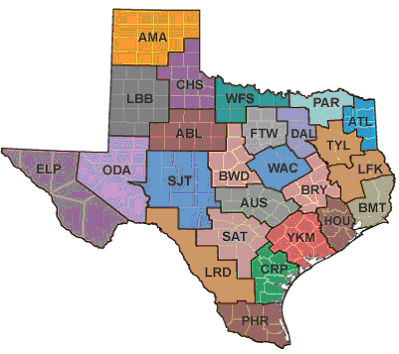 AMA
CHS
LBB
WFS
PAR
ATL
FTW
DAL
ABL
TYL
ELP
ODA
SJT
BWD
WAC
LFK
BRY
AUS
BMT
HOU
SAT
YKM
LRD
CRP
PHR